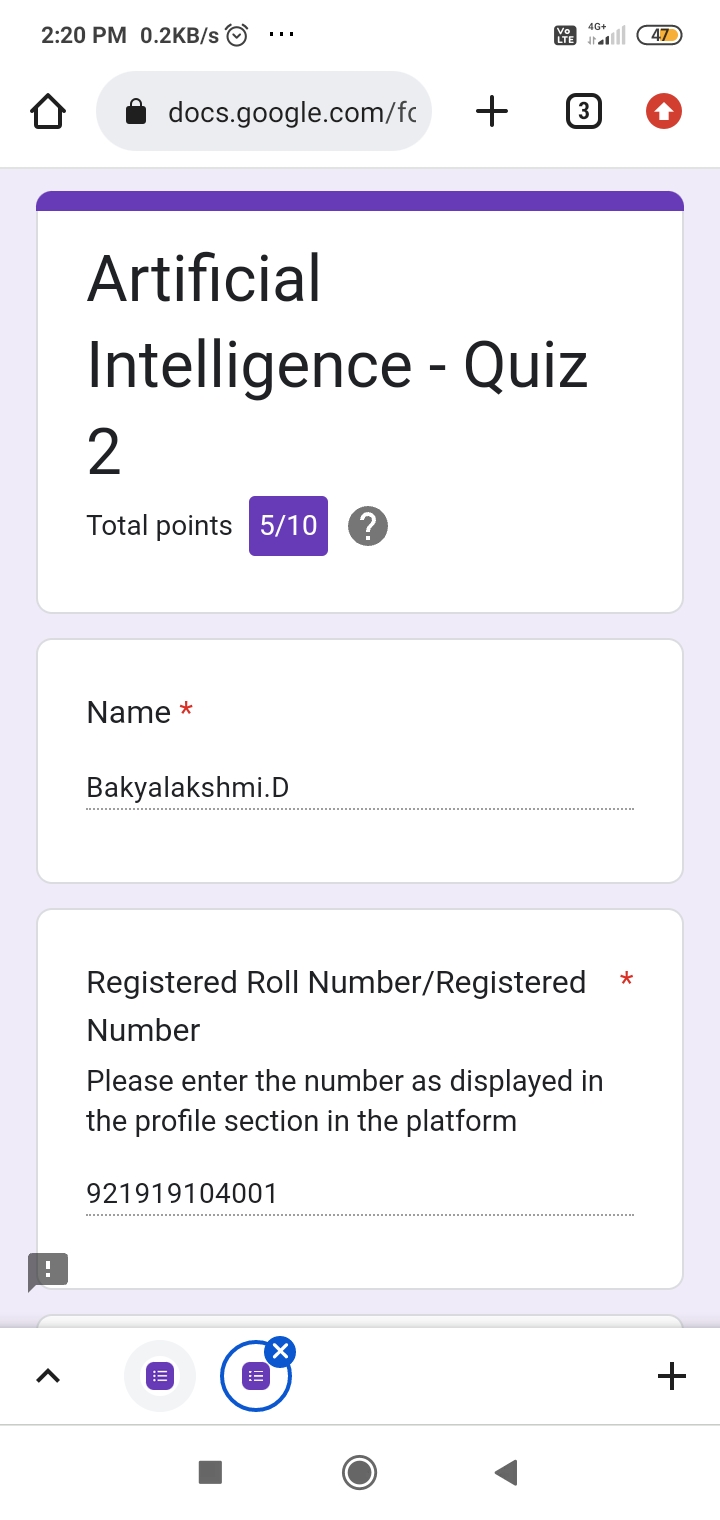 2:20 PM 0.2KB/s ...
Vo LTE 4G+ 47
docs.google.com/fo
3
Artificial
Intelligence - Quiz
2
Total points 5/10 ?
Name *
Bakyalakshmi.D
Registered Roll Number/Registered *
Number
Please enter the number as displayed in
the profile section in the platform
921919104001